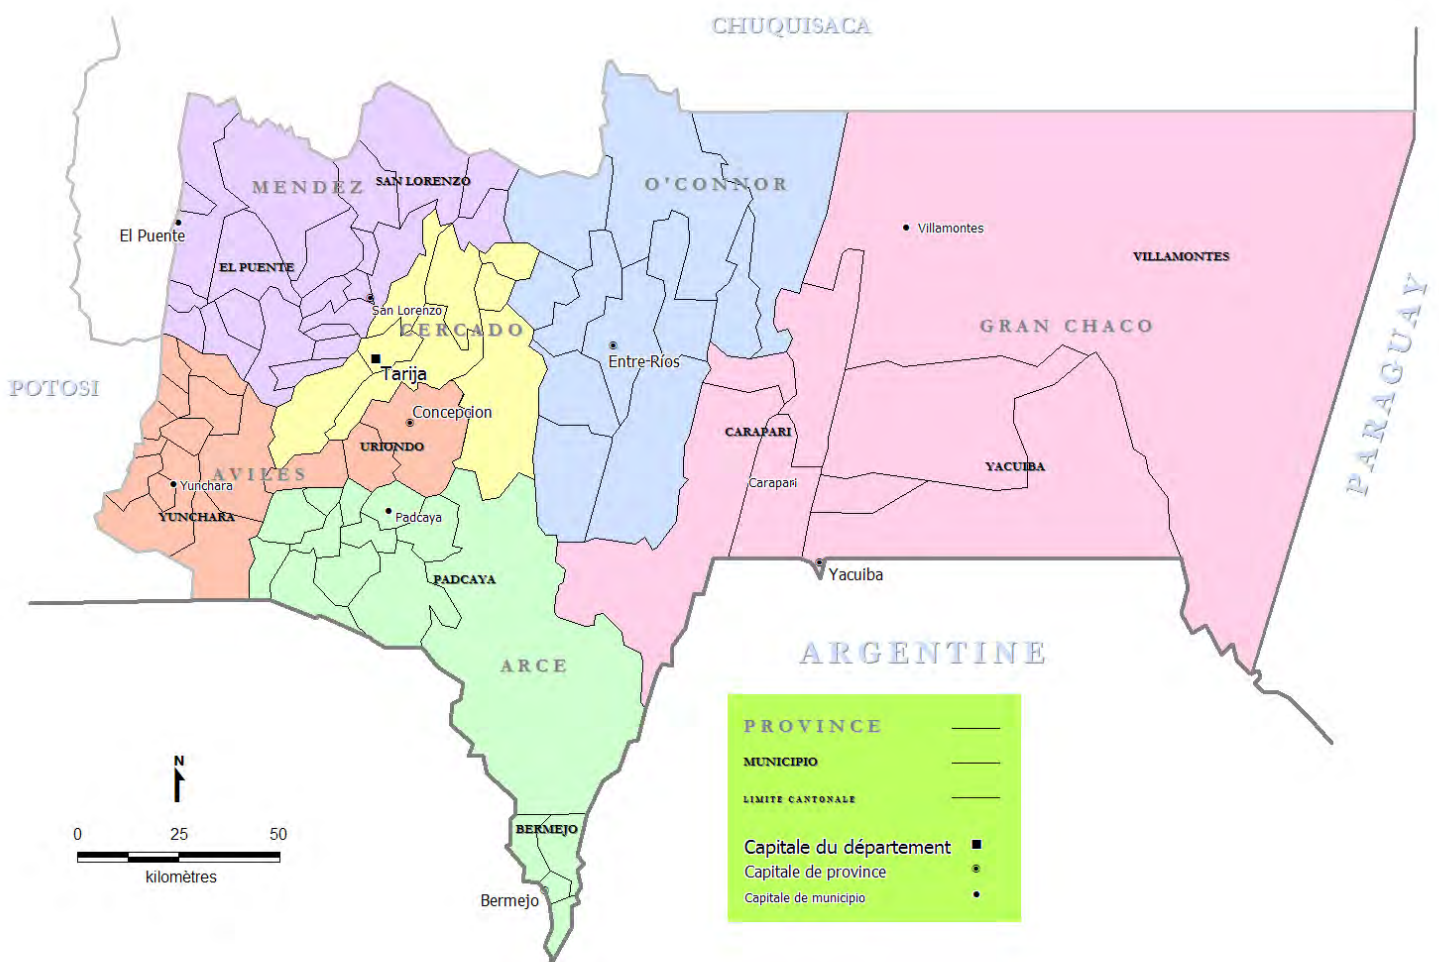 CHUQUISACA
MENDEZ
SAN LORENZO
O'CONNOR
El Puente
Villamontes
EL PUENTE
VILLAMONTES
San Lorenzo
CERCADO
GRAN CHACO
PARAGUAY
Entre-Ríos
Tarija
POTOSI
Concepcion
URIONDO
CARAPARI
AVILES
YACUIBA
Yunchara
Carapari
YUNCHARA
Padcaya
PADCAYA
Yacuiba
ARGENTINE
ARCE
PROVINCE
MUNICIPIO
LIMITE CANTONALE
N
0 25 50
kilomètres
BERMEJO
Capitale du département
Capitale de province
Capitale de municipio
Bermejo